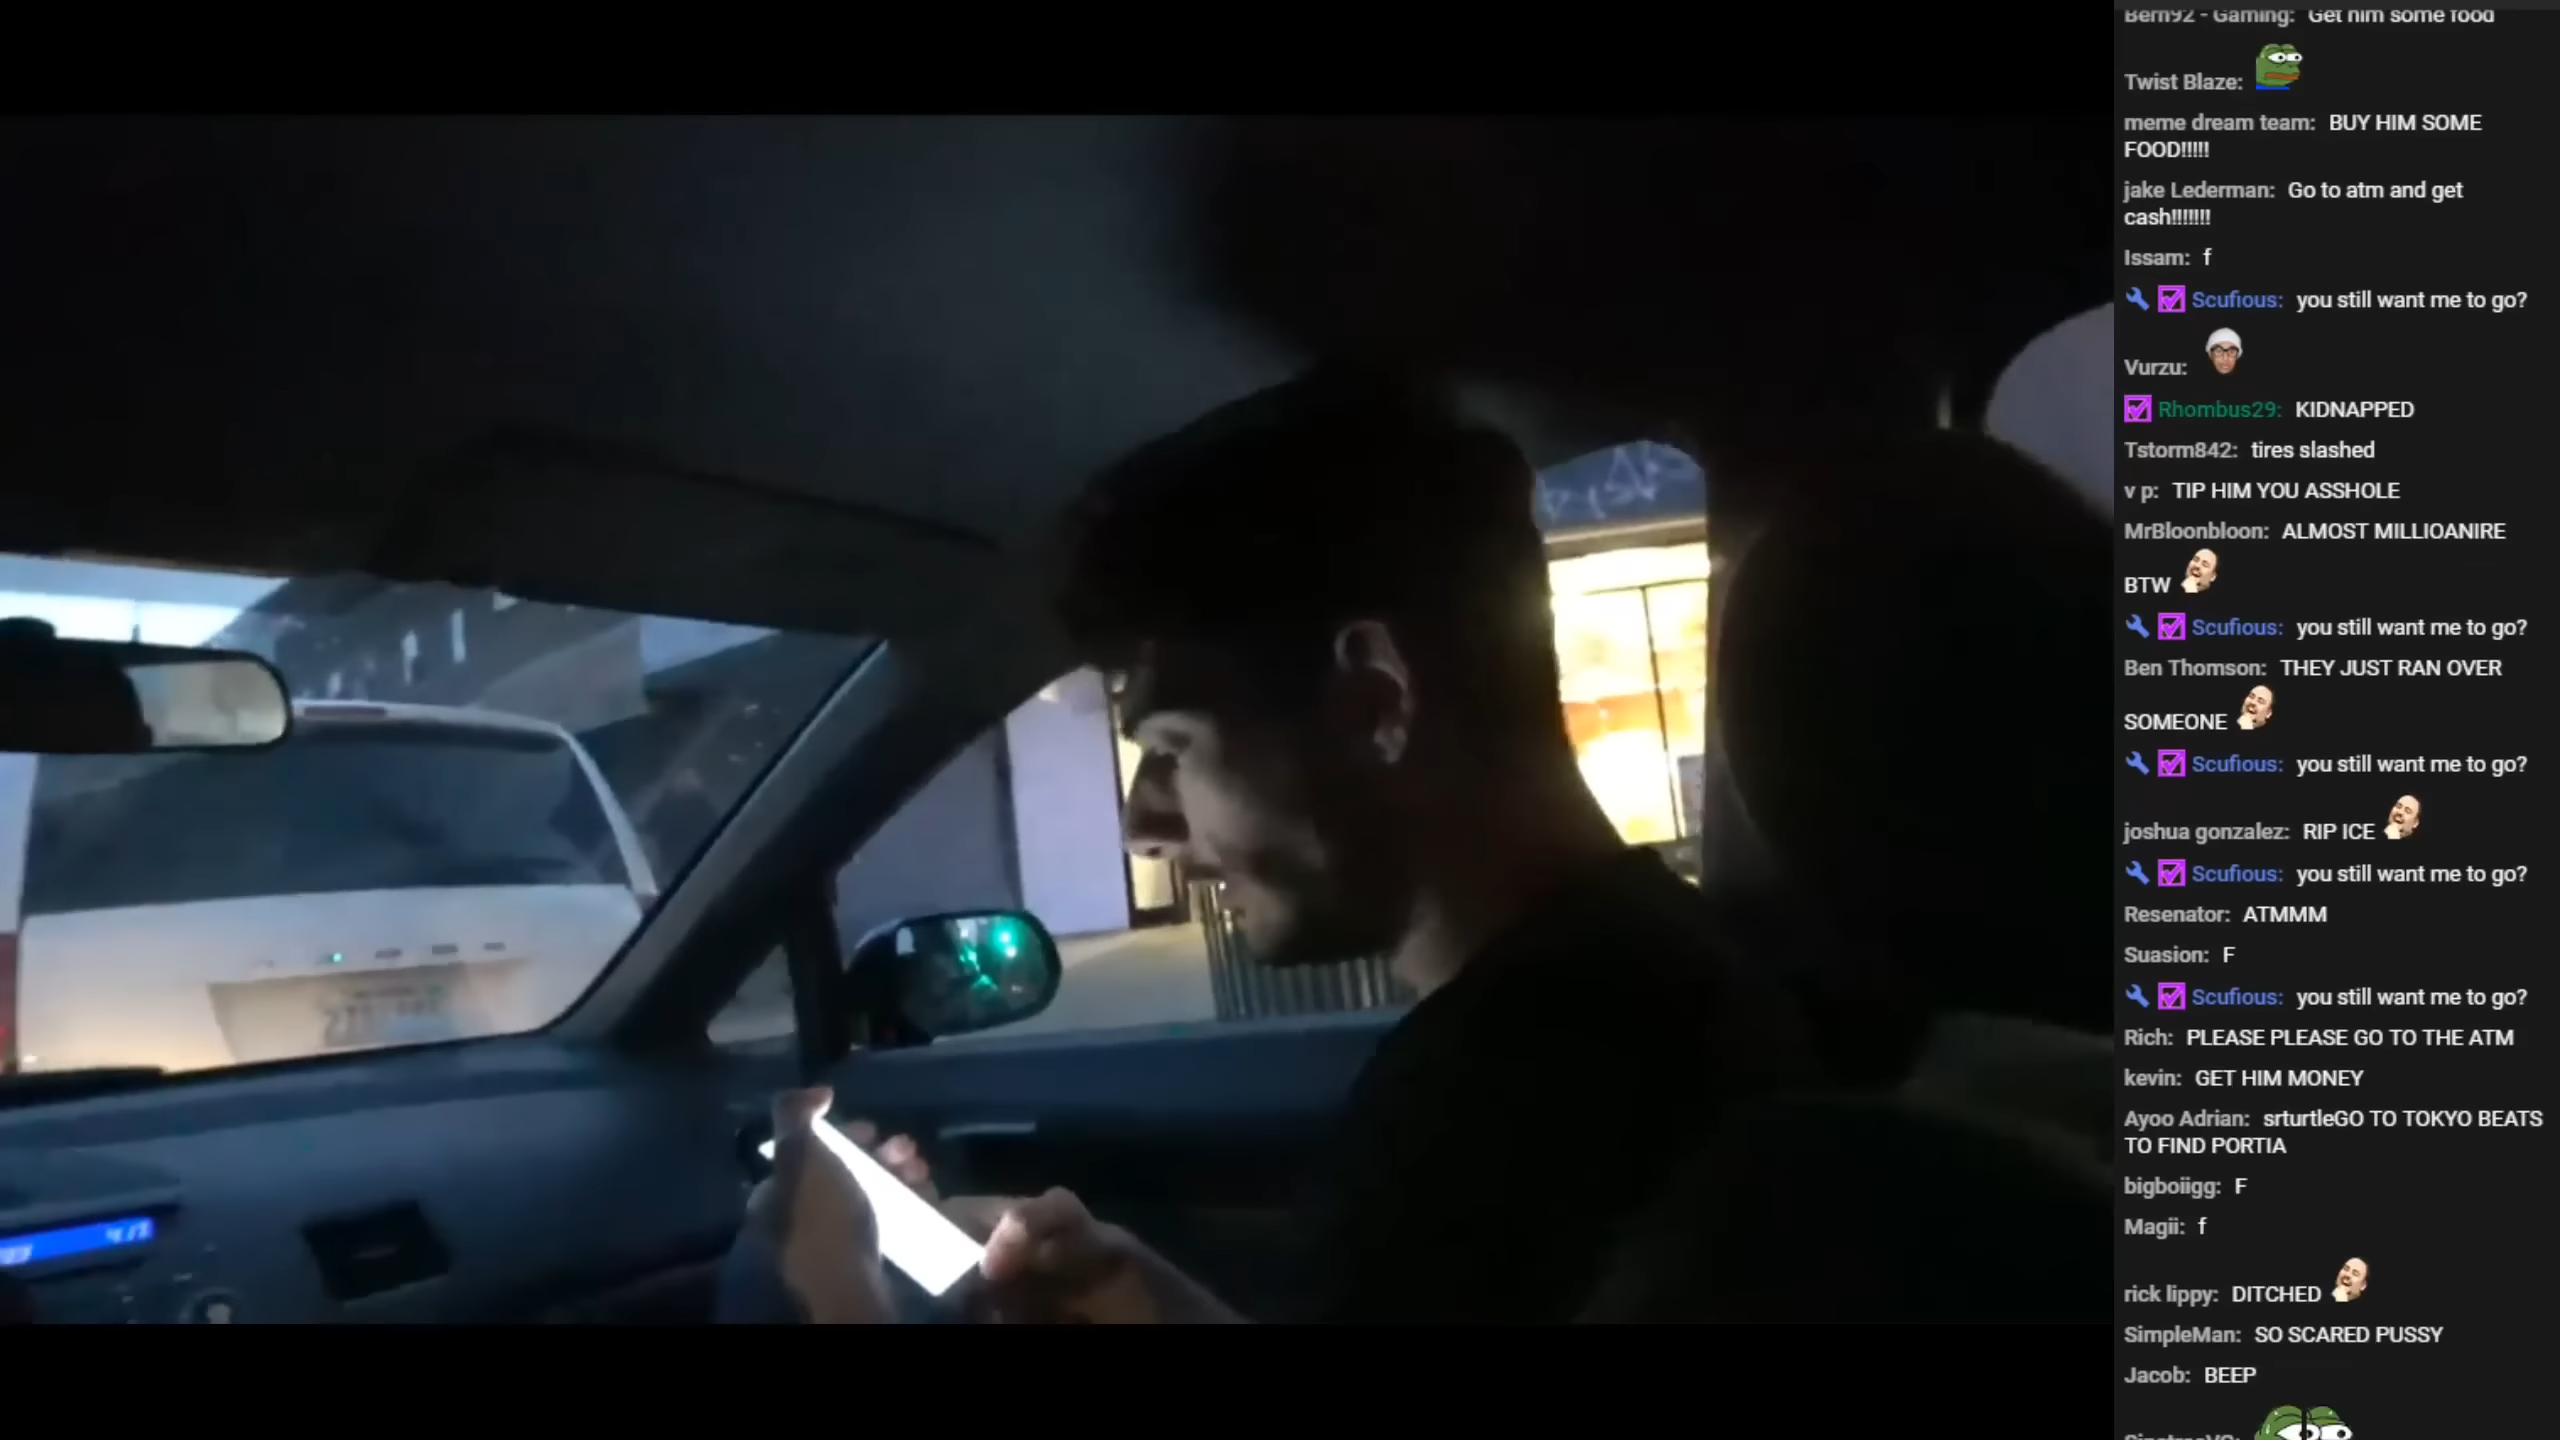 Bern92 - Gaming: Get him some food
Twist Blaze:
meme dream team: BUY HIM SOME
FOOD!!!!!
jake Lederman: Go to atm and get
cash!!!!!!!
Issam: f
Scufious: you still want me to go?
Vurzu:
Rhombus29: KIDNAPPED
Tstorm842: tires slashed
v p: TIP HIM YOU ASSHOLE
MrBloonbloon: ALMOST MILLIOANIRE
BTW
Scufious: you still want me to go?
Ben Thomson: THEY JUST RAN OVER
SOMEONE
Scufious: you still want me to go?
joshua gonzalez: RIP ICE
Scufious: you still want me to go?
Resenator: ATMMM
Suasion: F
Scufious: you still want me to go?
Rich: PLEASE PLEASE GO TO THE ATM
kevin: GET HIM MONEY
Ayoo Adrian: srturtleGO TO TOKYO BEATS
TO FIND PORTIA
bigboiigg: F
Magii: f
rick lippy: DITCHED
SimpleMan: SO SCARED PUSSY
Jacob: BEEP